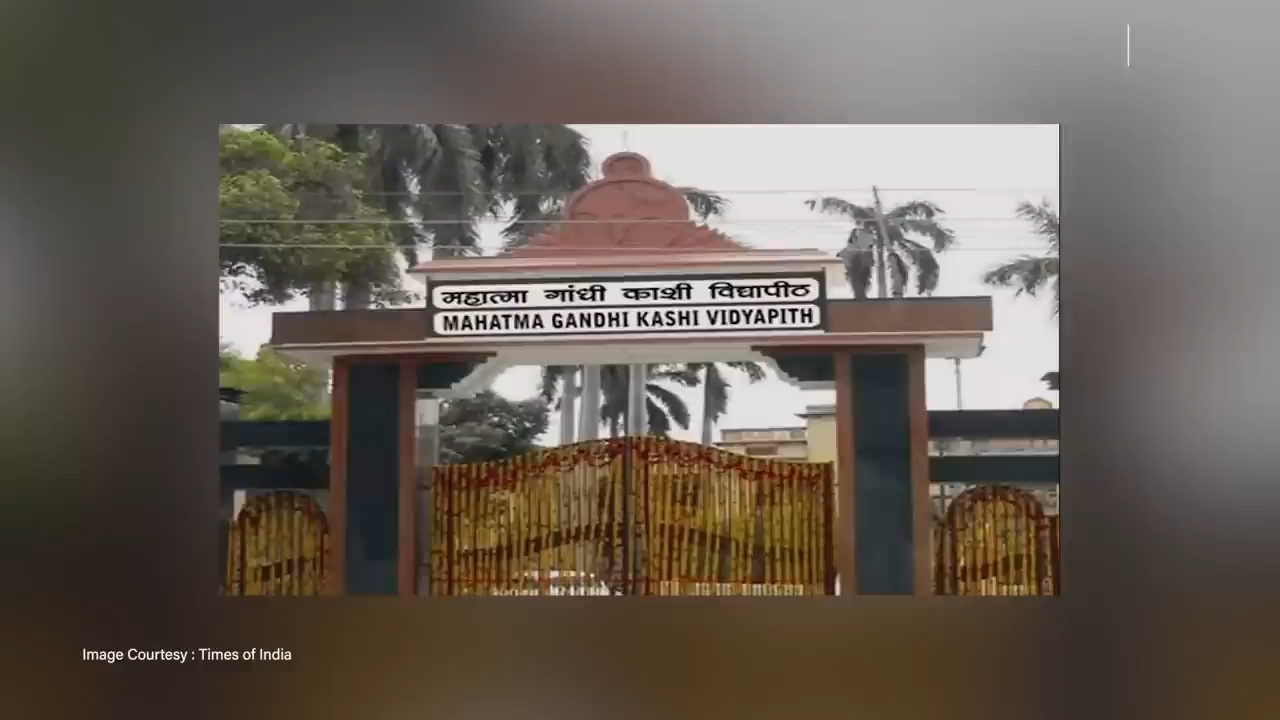 महात्मा गांधी काशी विद्यापीठ
MAHATMA GANDHI KASHI VIDYAPITH
Image Courtesy : Times of India